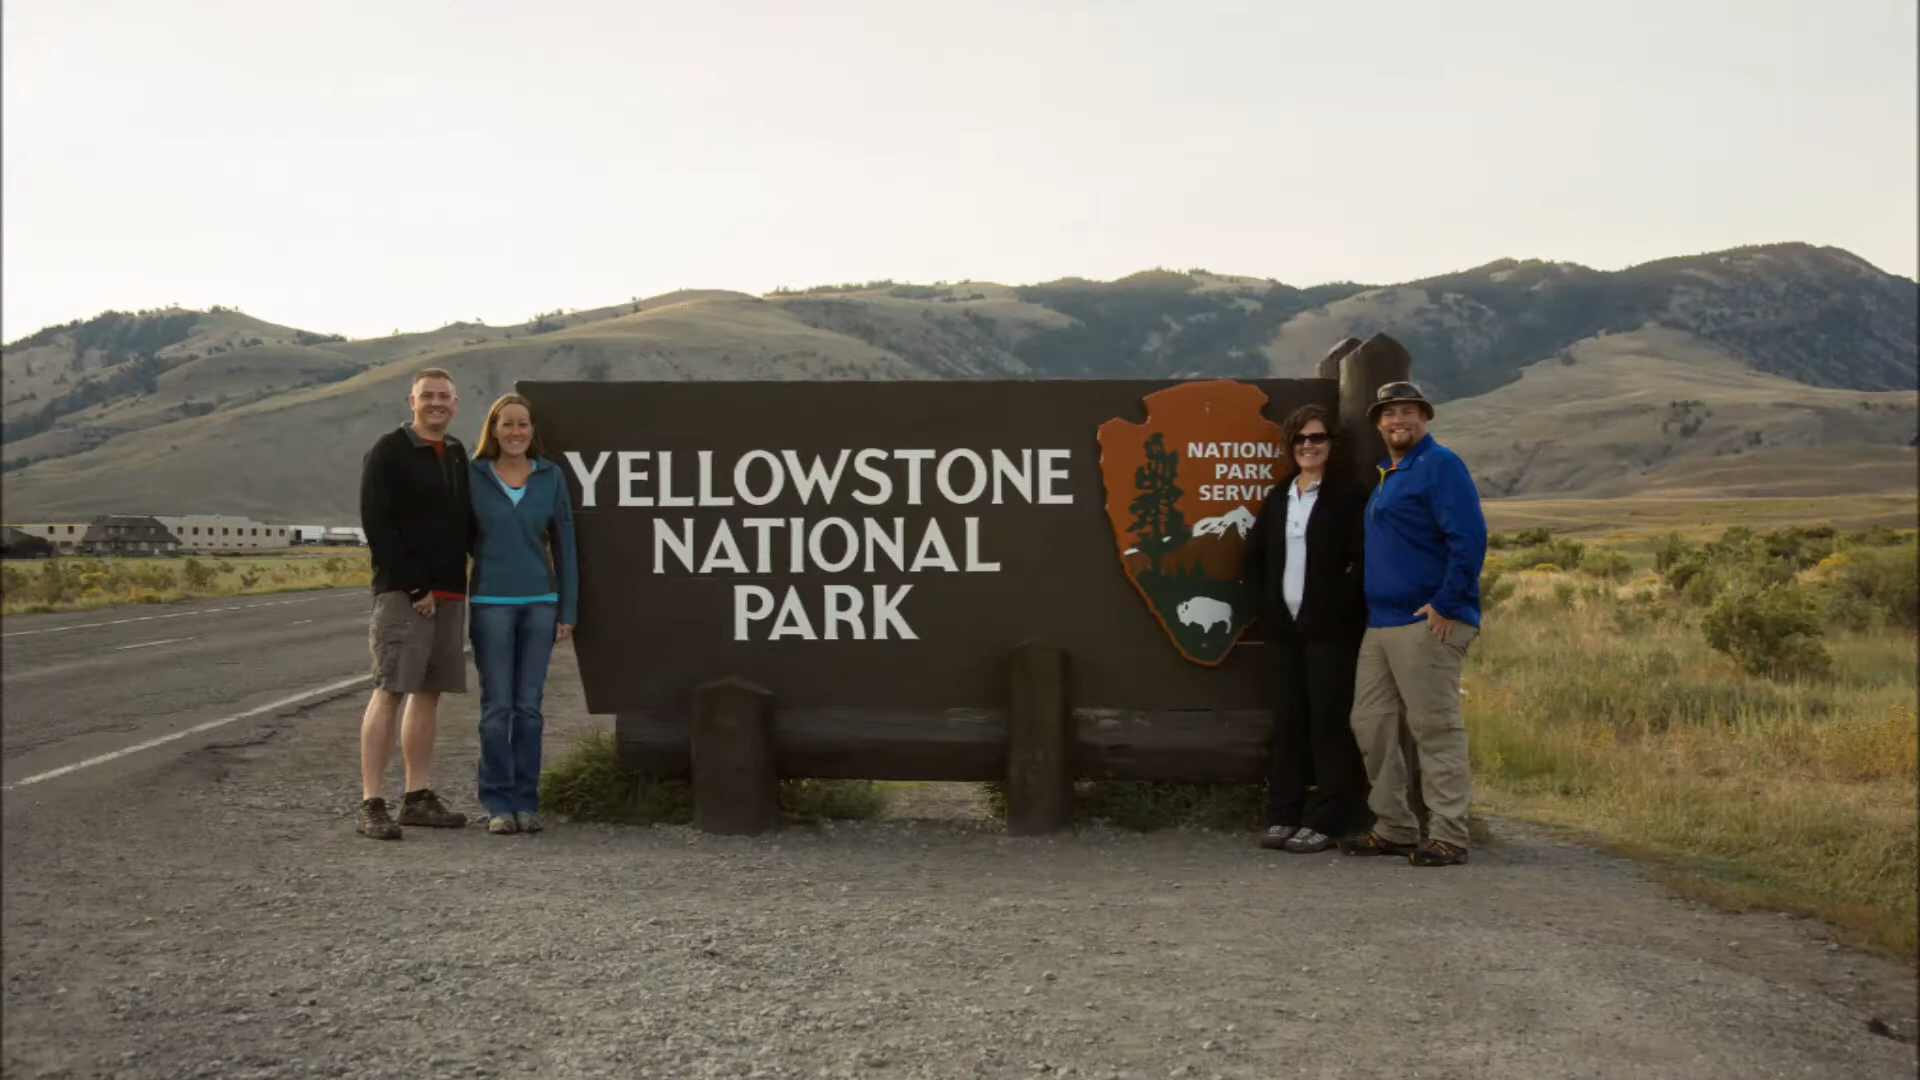 YELLOWSTONE
NATIONAL
PARK
NATIONA
PARK
SERVIC